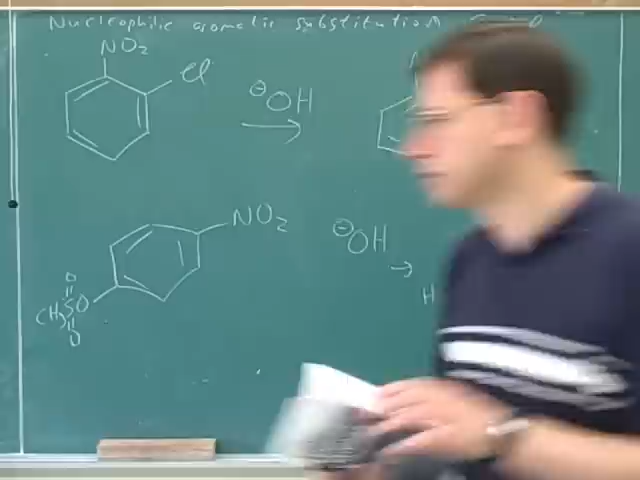 Nucleophilic aromatic substitution
NO₂
Cl
⊖OH
NO₂
⊖OH
O
CH₃SO
O
H